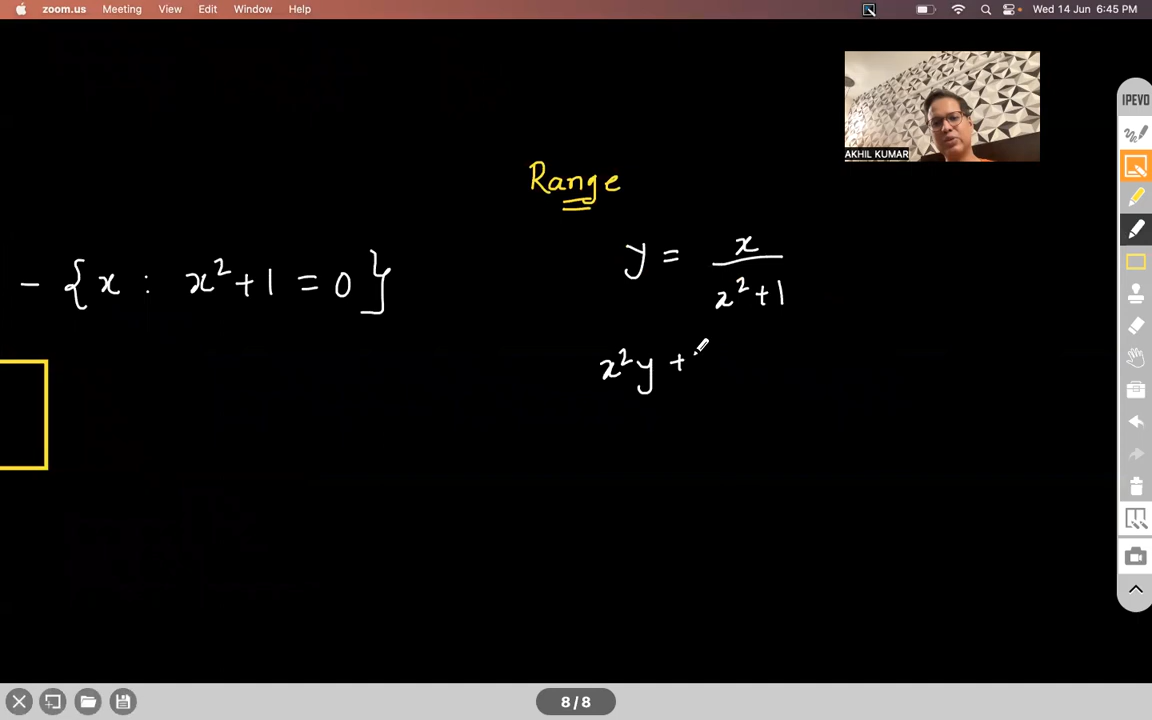 zoom.us Meeting View Edit Window Help Wed 14 Jun 6:45 PM
IPEVO
AKHIL KUMAR
Range
y = x / x² + 1
- {x : x² + 1 = 0}
x²y +
8 / 8